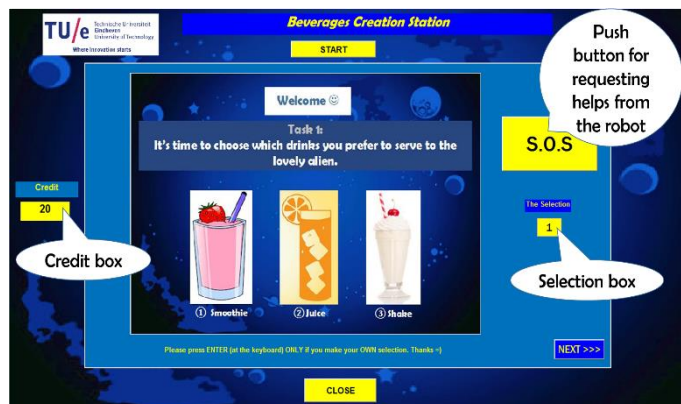 TU/e Technische Universiteit
Eindhoven
University of Technology
Where innovation starts
Beverages Creation Station
START
Push
button for
requesting
helps from
the robot
Welcome ☺
Task 1:
It's time to choose which drinks you prefer to serve to the
lovely alien.
S.O.S
Credit
20
Credit box
The Selection
1
Selection box
① Smoothie ② Juice ③ Shake
Please press ENTER (at the keyboard) ONLY if you make your OWN selection. Thanks =)
NEXT >>>
CLOSE